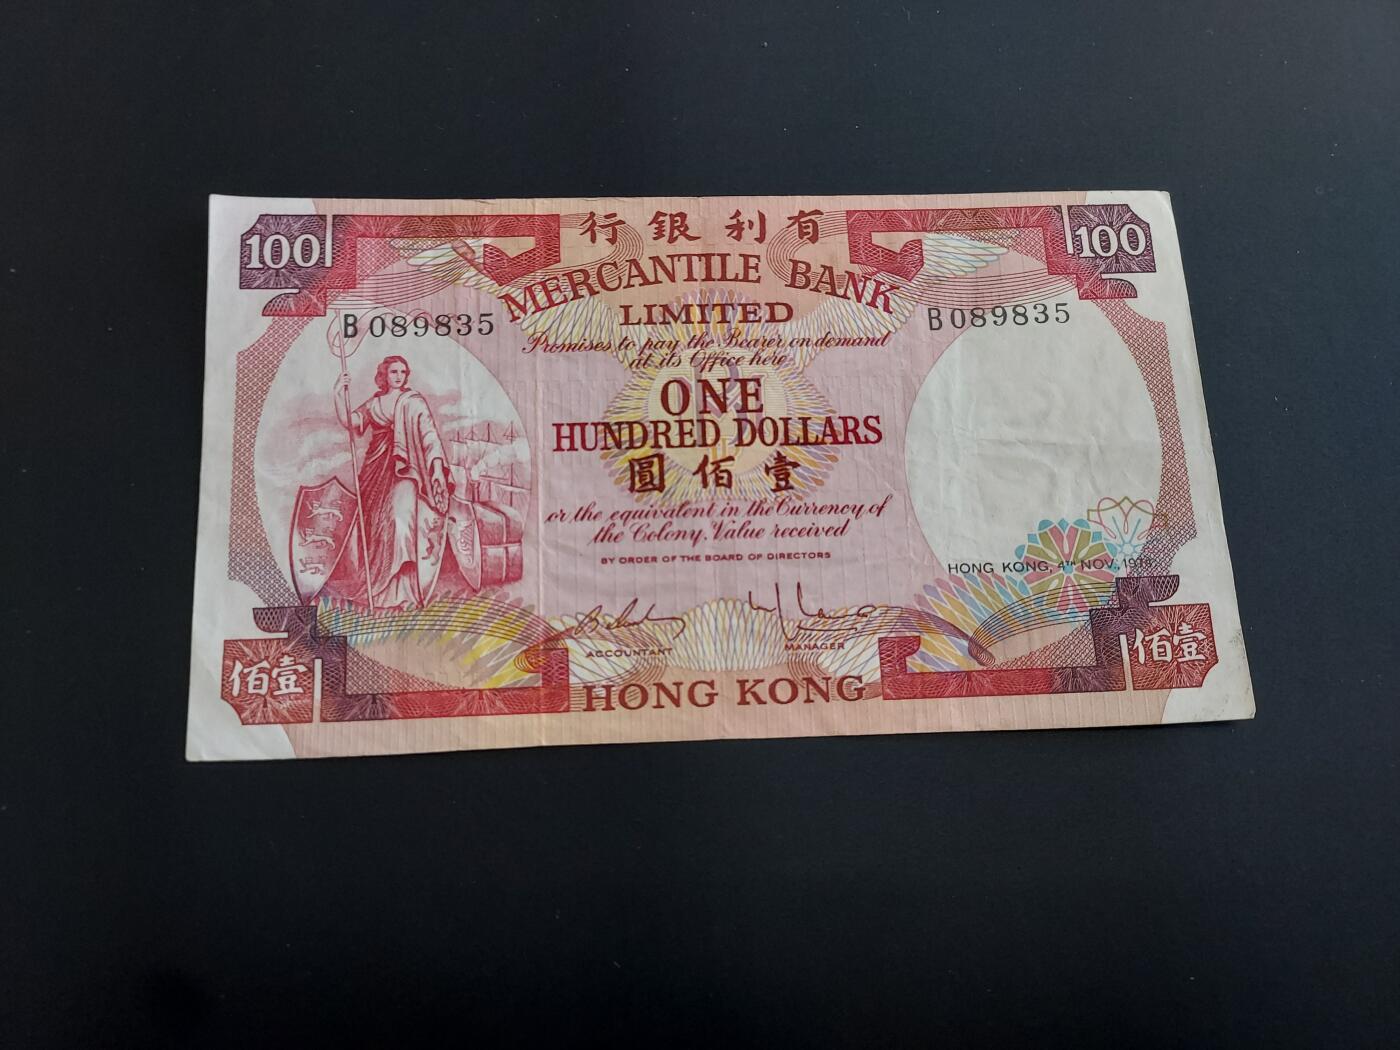 100
行銀利有
100
MERCANTILE BANK
LIMITED
B 089835
B 089835
Promises to pay the Bearer on demand
at its Office here
ONE
HUNDRED DOLLARS
圓佰壹
or the equivalent in the Currency of
the Colony. Value received
BY ORDER OF THE BOARD OF DIRECTORS
HONG KONG, 4TH NOV.,
ACCOUNTANT
MANAGER
佰壹
佰壹
HONG KONG